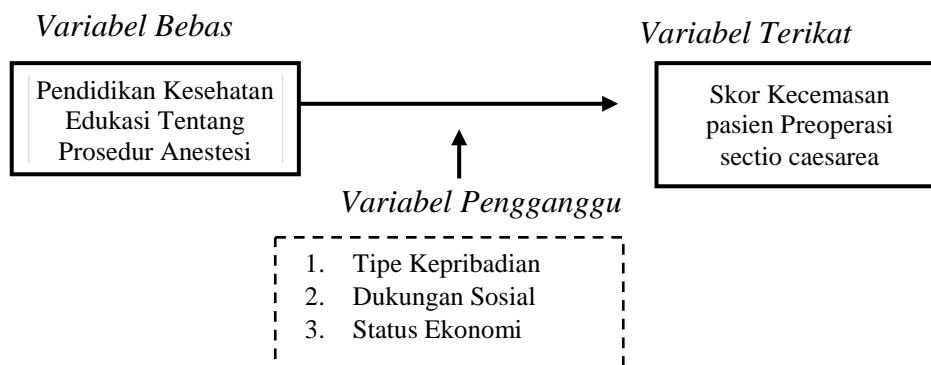 Variabel Bebas
Variabel Terikat
Pendidikan Kesehatan
Edukasi Tentang
Prosedur Anestesi
Skor Kecemasan
pasien Preoperasi
sectio caesarea
Variabel Pengganggu
1. Tipe Kepribadian
2. Dukungan Sosial
3. Status Ekonomi